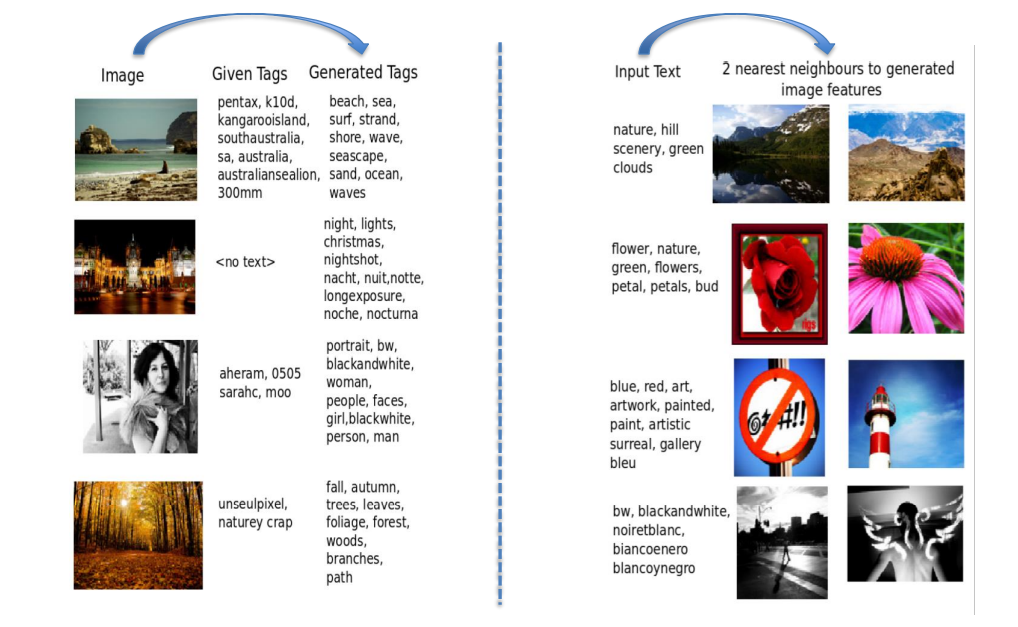 Image
Given Tags
Generated Tags
pentax, k10d,
kangarooisland,
southaustralia,
sa, australia,
australiansealion,
300mm
beach, sea,
surf, strand,
shore, wave,
seascape,
sand, ocean,
waves
<no text>
night, lights,
christmas,
nightshot,
nacht, nuit,notte,
longexposure,
noche, nocturna
aheram, 0505
sarahc, moo
portrait, bw,
blackandwhite,
woman,
people, faces,
girl,blackwhite,
person, man
unseulpixel,
naturey crap
fall, autumn,
trees, leaves,
foliage, forest,
woods,
branches,
path
Input Text
2 nearest neighbours to generated
image features
nature, hill
scenery, green
clouds
flower, nature,
green, flowers,
petal, petals, bud
blue, red, art,
artwork, painted,
paint, artistic
surreal, gallery
bleu
@*#!!
bw, blackandwhite,
noiretblanc,
biancoenero
blancoynegro